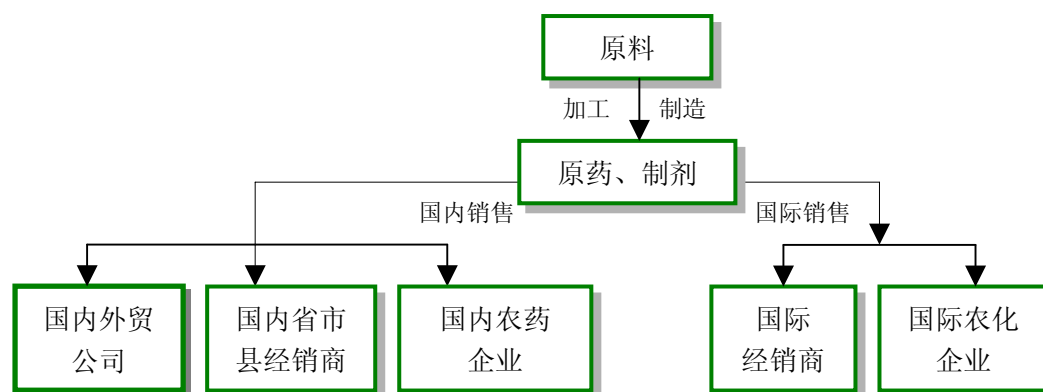 原料
加工 制造
原药、制剂
国内销售 国际销售
国内外贸
公司
国内省市
县经销商
国内农药
企业
国际
经销商
国际农化
企业